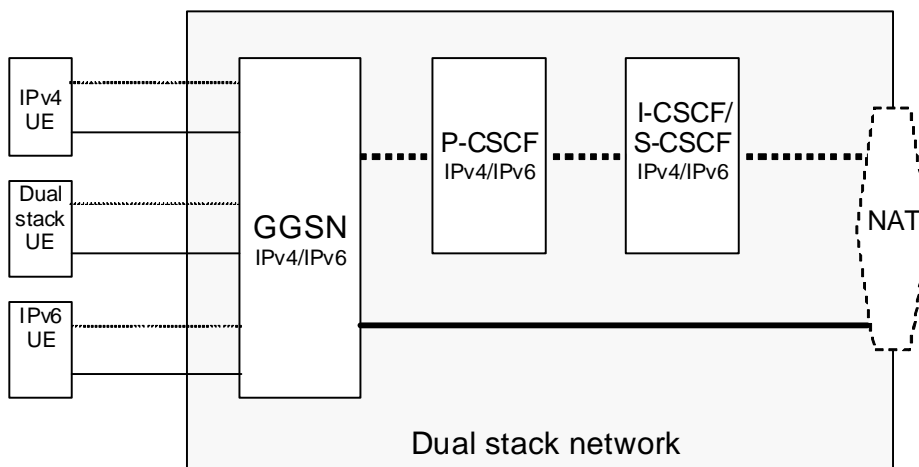 IPv4
UE
Dual
stack
UE
IPv6
UE
GGSN
IPv4/IPv6
P-CSCF
IPv4/IPv6
I-CSCF/
S-CSCF
IPv4/IPv6
NAT
Dual stack network